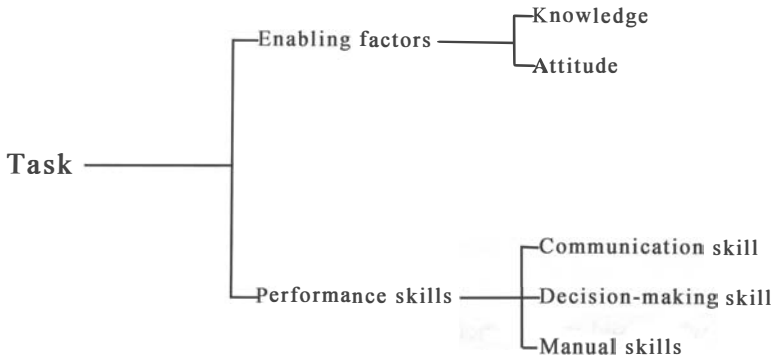 Knowledge
Enabling factors
Attitude
Task
Communication skill
Performance skills
Decision-making skill
Manual skills